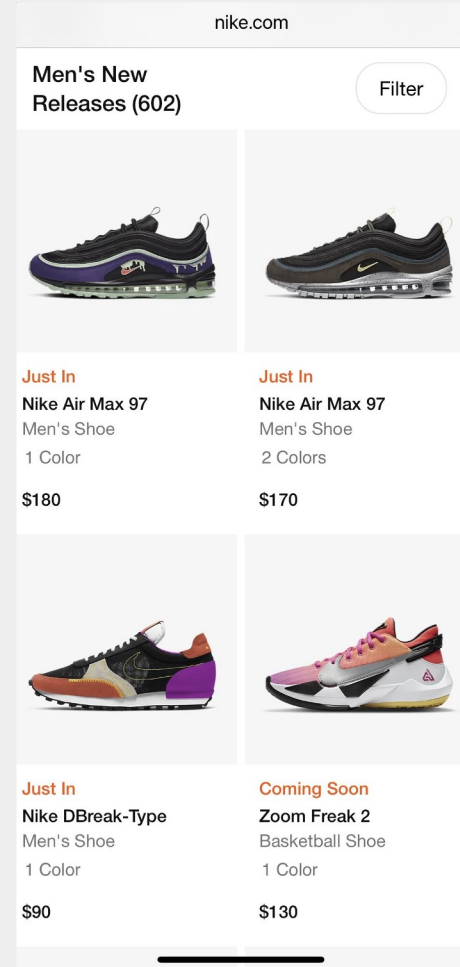 nike.com
Men's New
Releases (602)
Filter
Just In
Nike Air Max 97
Men's Shoe
1 Color
$180
Just In
Nike Air Max 97
Men's Shoe
2 Colors
$170
Just In
Nike DBreak-Type
Men's Shoe
1 Color
$90
Coming Soon
Zoom Freak 2
Basketball Shoe
1 Color
$130